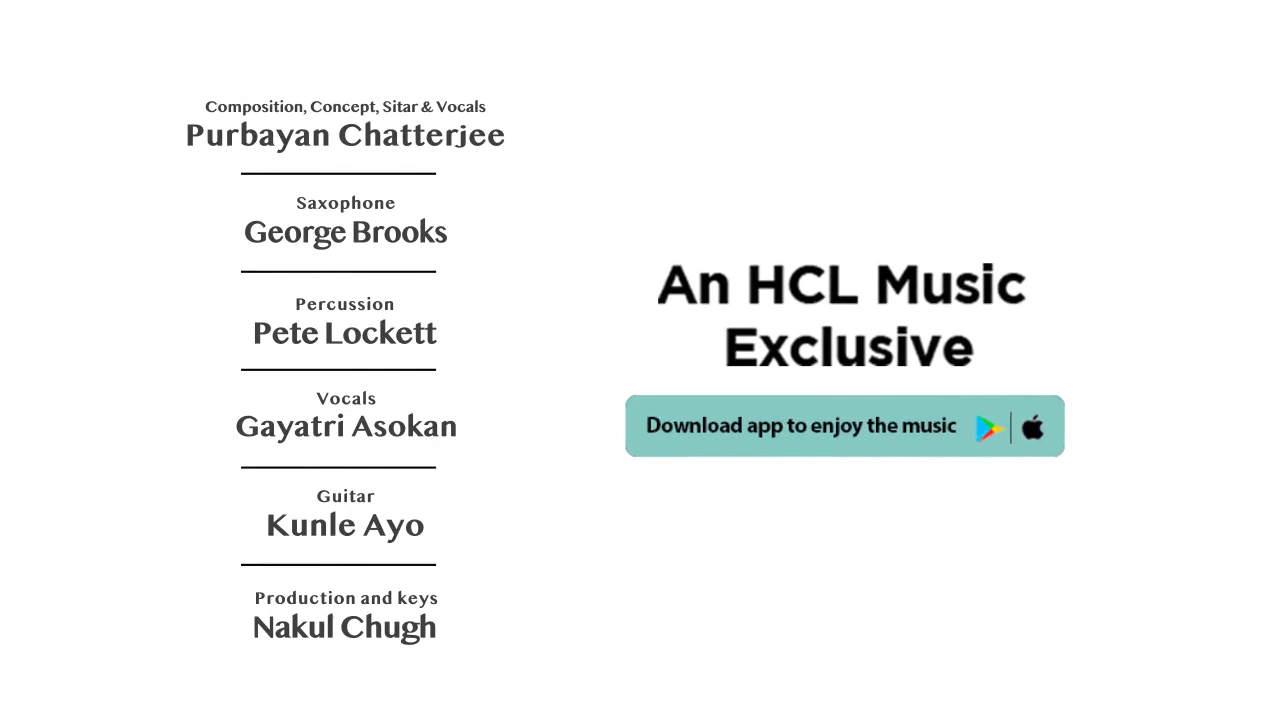 Composition, Concept, Sitar & Vocals
Purbayan Chatterjee
Saxophone
George Brooks
Percussion
Pete Lockett
Vocals
Gayatri Asokan
Guitar
Kunle Ayo
Production and keys
Nakul Chugh
An HCL Music
Exclusive
Download app to enjoy the music